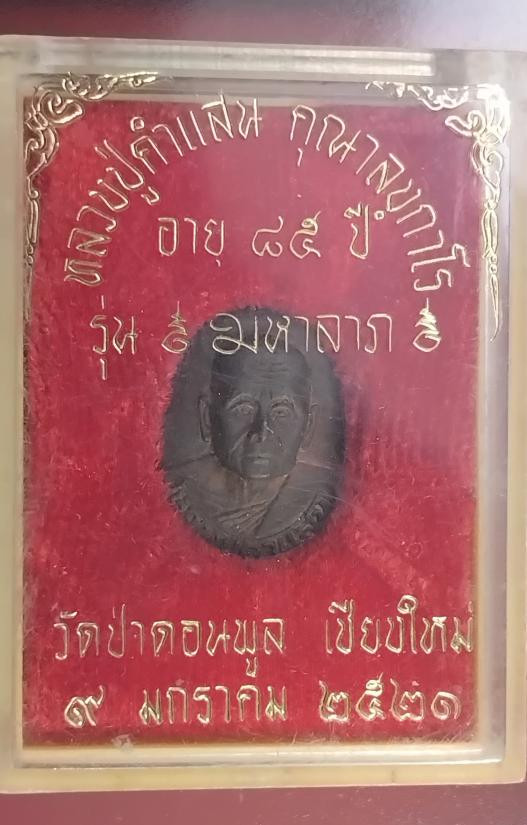 หลวงปู่คำแสน คุณาลงฺกาโร
อายุ ๘๕ ปี
รุ่น มหาลาภ
วัดป่าดอนพูล เชียงใหม่
๙ มกราคม ๒๕๒๑